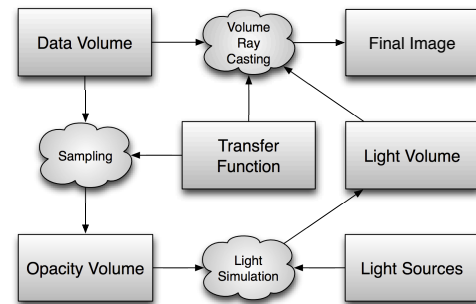 Data Volume
Volume
Ray
Casting
Final Image
Sampling
Transfer
Function
Light Volume
Opacity Volume
Light
Simulation
Light Sources